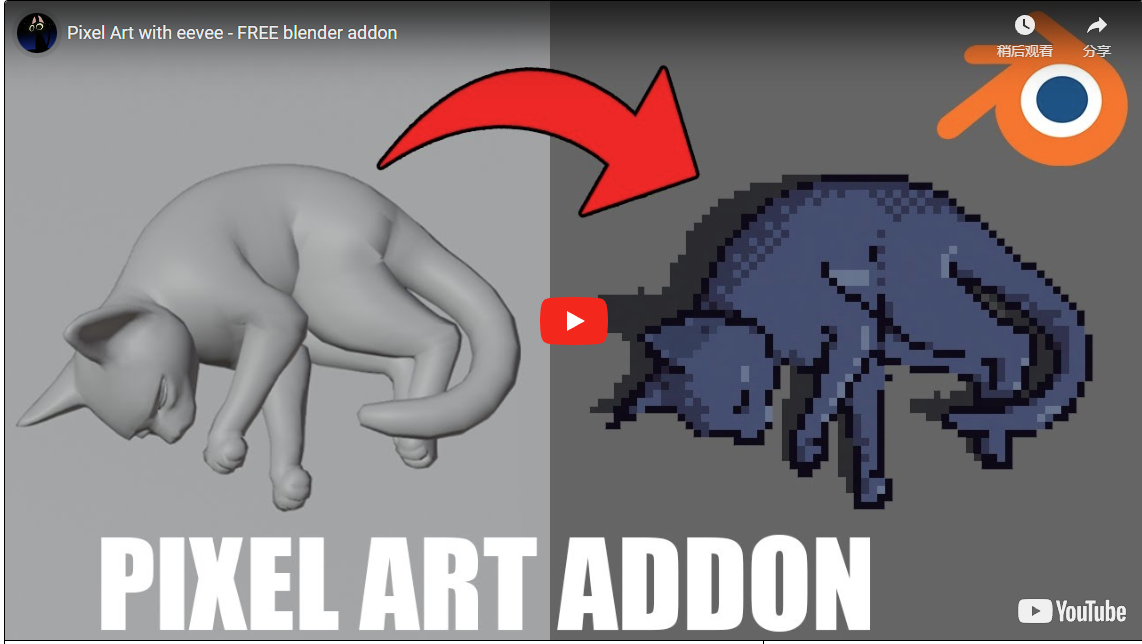 Pixel Art with eevee - FREE blender addon
稍后观看
分享
PIXEL ART ADDON
YouTube